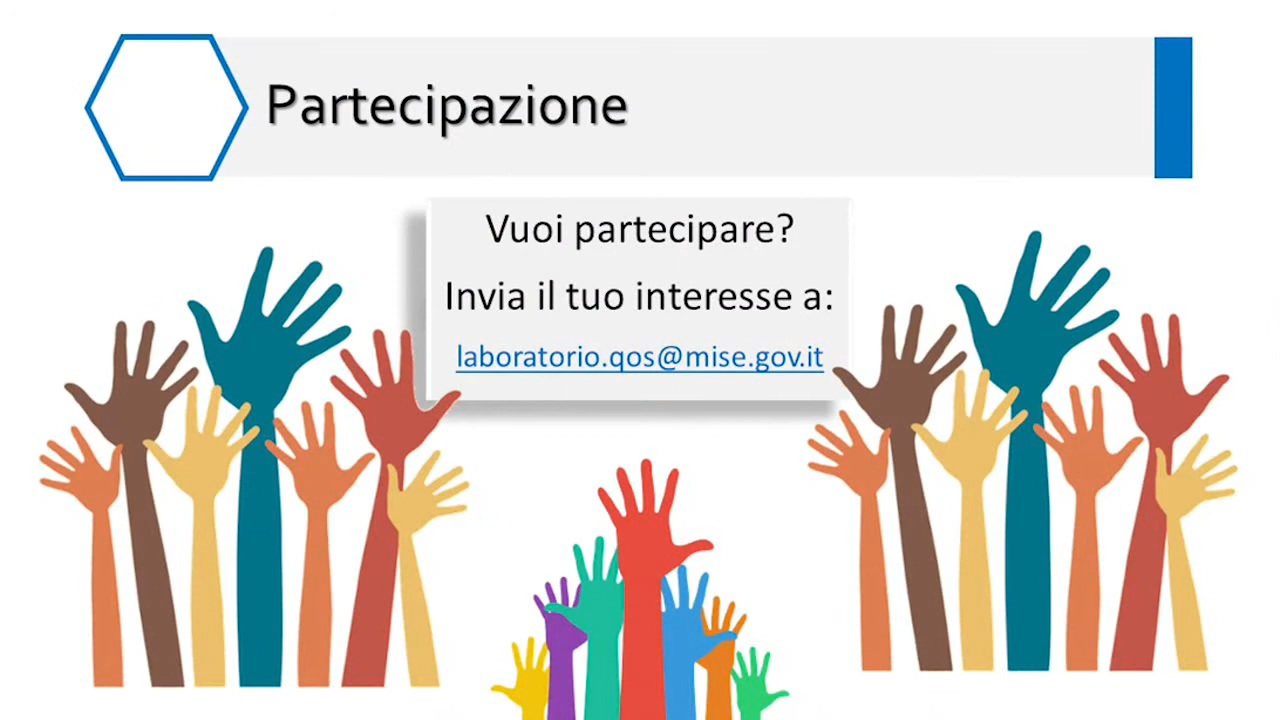 Partecipazione
Vuoi partecipare?
Invia il tuo interesse a:
laboratorio.qos@mise.gov.it